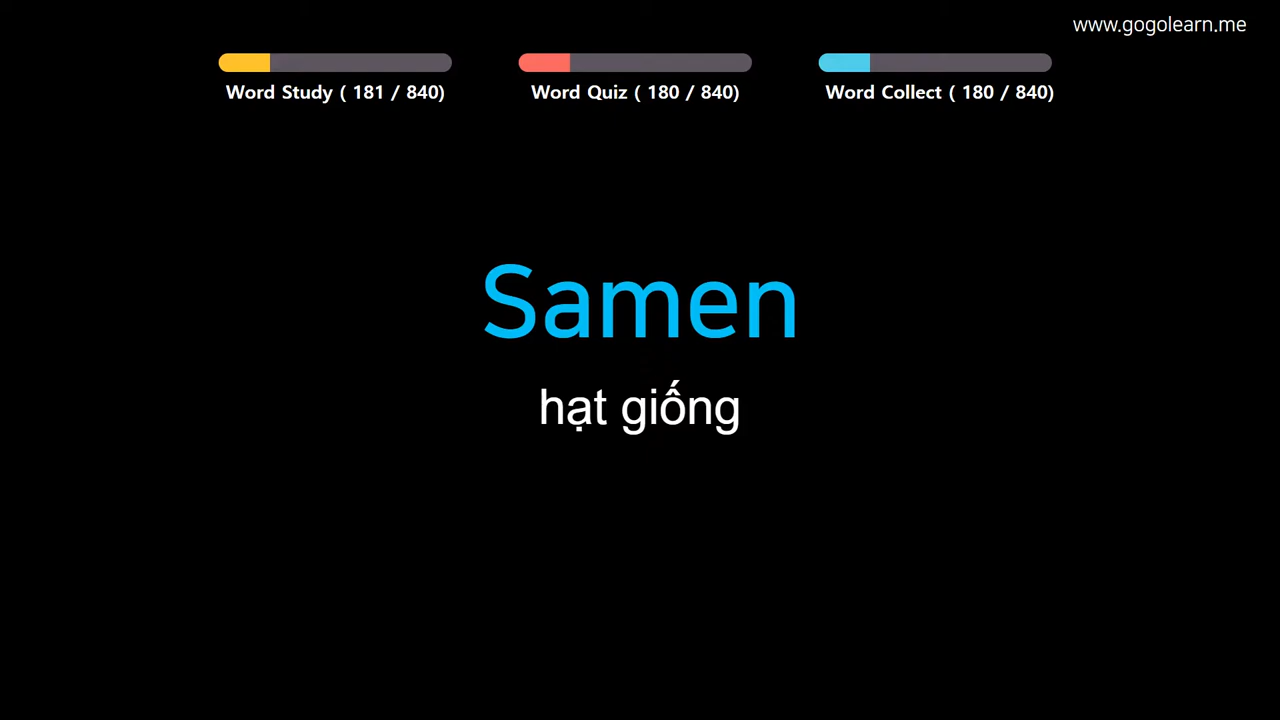 www.gogolearn.me
Word Study ( 181 / 840)
Word Quiz ( 180 / 840)
Word Collect ( 180 / 840)
Samen
hạt giống